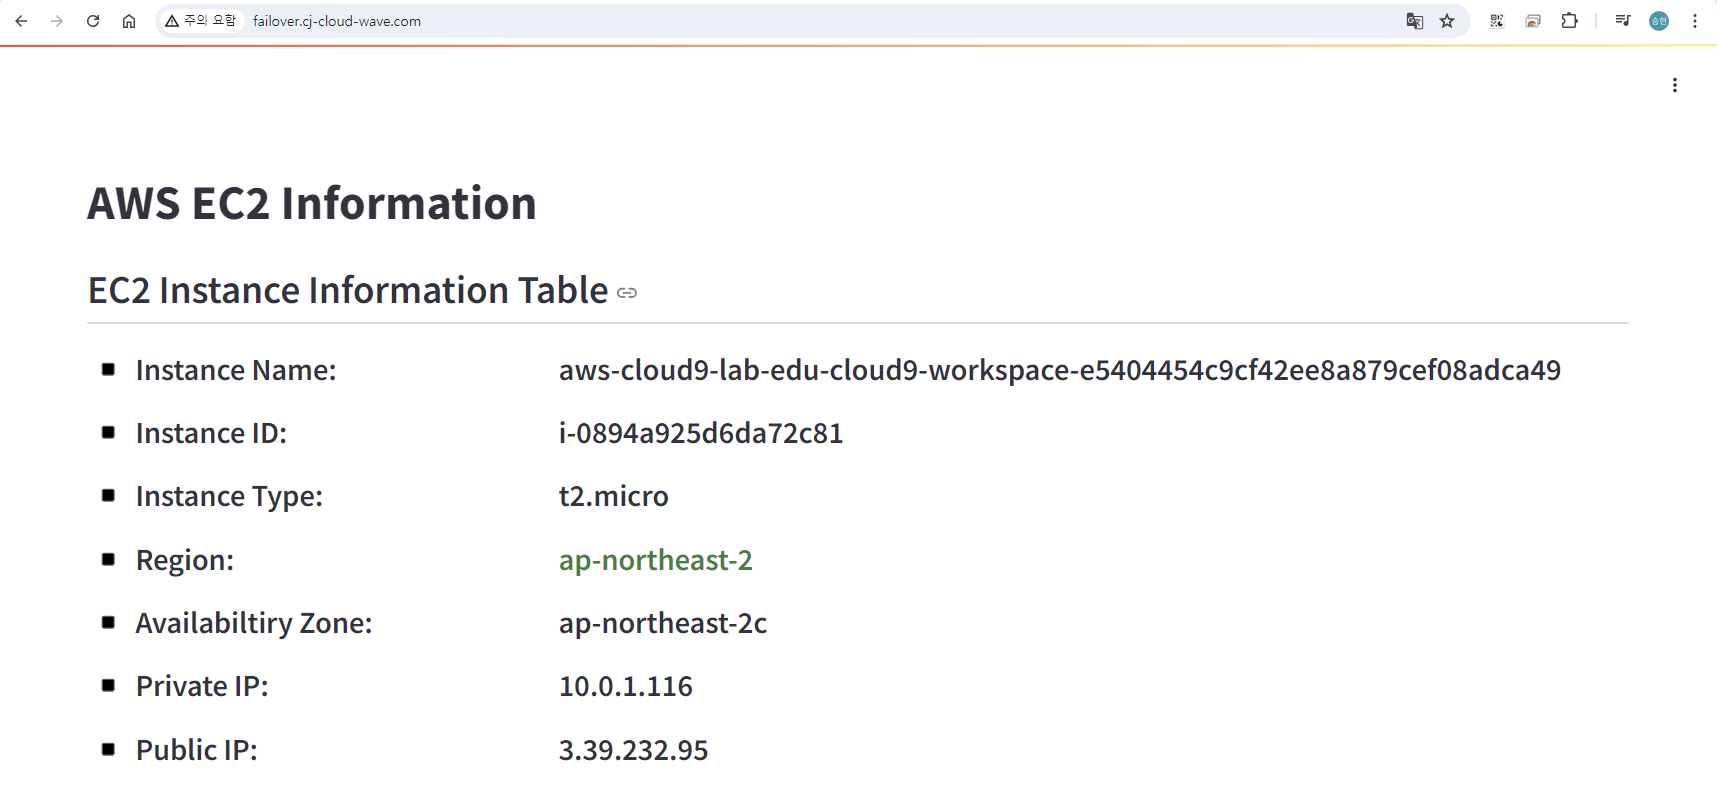 주의 요함 failover.cj-cloud-wave.com
승현
AWS EC2 Information
EC2 Instance Information Table
Instance Name: aws-cloud9-lab-edu-cloud9-workspace-e5404454c9cf42ee8a879cef08adca49
Instance ID: i-0894a925d6da72c81
Instance Type: t2.micro
Region: ap-northeast-2
Availabiltiry Zone: ap-northeast-2c
Private IP: 10.0.1.116
Public IP: 3.39.232.95